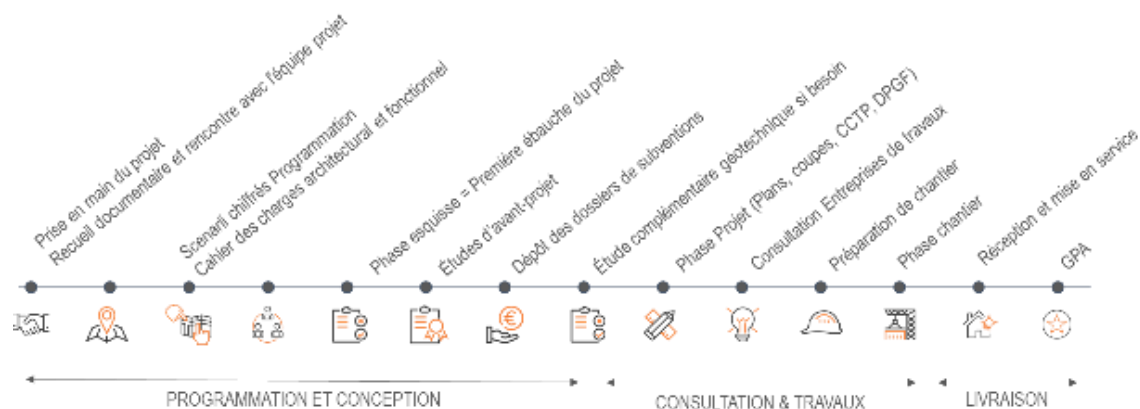 Prise en main du projet
Recueil documentaire et rencontre avec l'équipe projet
Scenarii chiffrés Programmation
Cahier des charges architectural et fonctionnel
Phase esquisse = Première ébauche du projet
Études d'avant-projet
Dépôt des dossiers de subventions
Étude complémentaire géotechnique si besoin
Phase Projet (Plans, coupes, CCTP, DPGF)
Consultation Entreprises de travaux
Préparation de chantier
Phase chantier
Réception et mise en service
GPA
PROGRAMMATION ET CONCEPTION
CONSULTATION & TRAVAUX
LIVRAISON